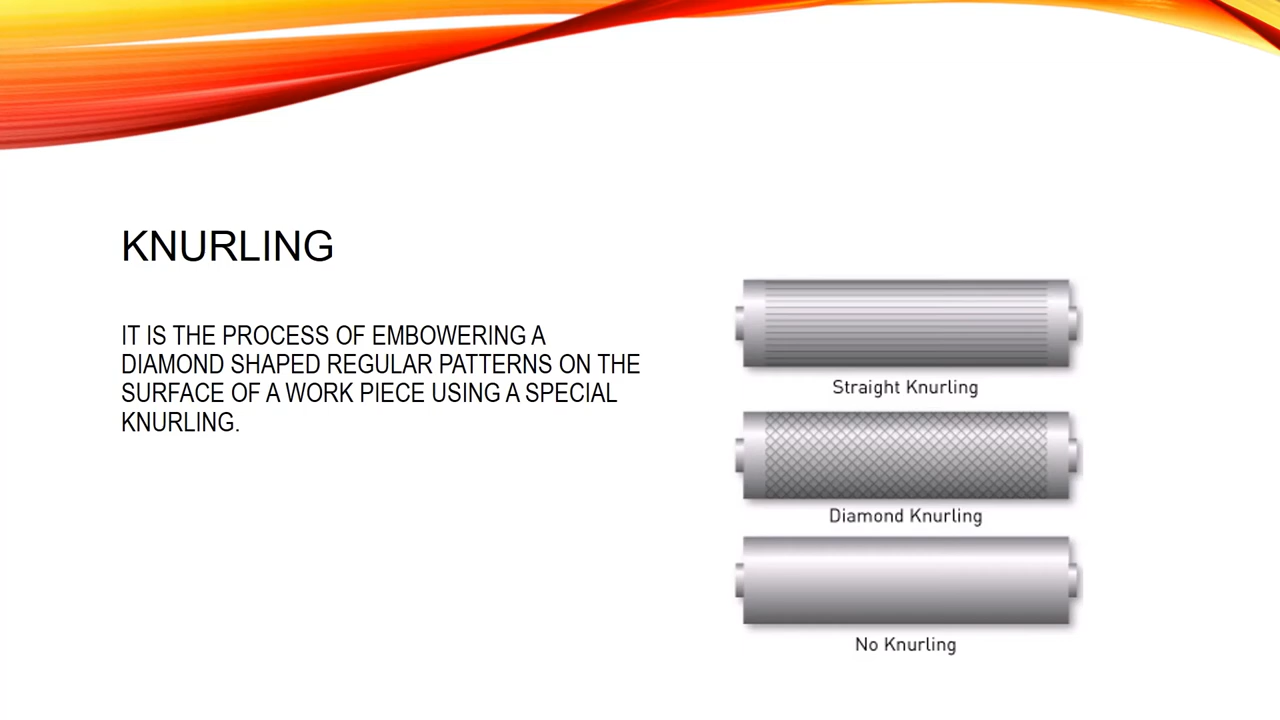 KNURLING
IT IS THE PROCESS OF EMBOWERING A
DIAMOND SHAPED REGULAR PATTERNS ON THE
SURFACE OF A WORK PIECE USING A SPECIAL
KNURLING.
Straight Knurling
Diamond Knurling
No Knurling